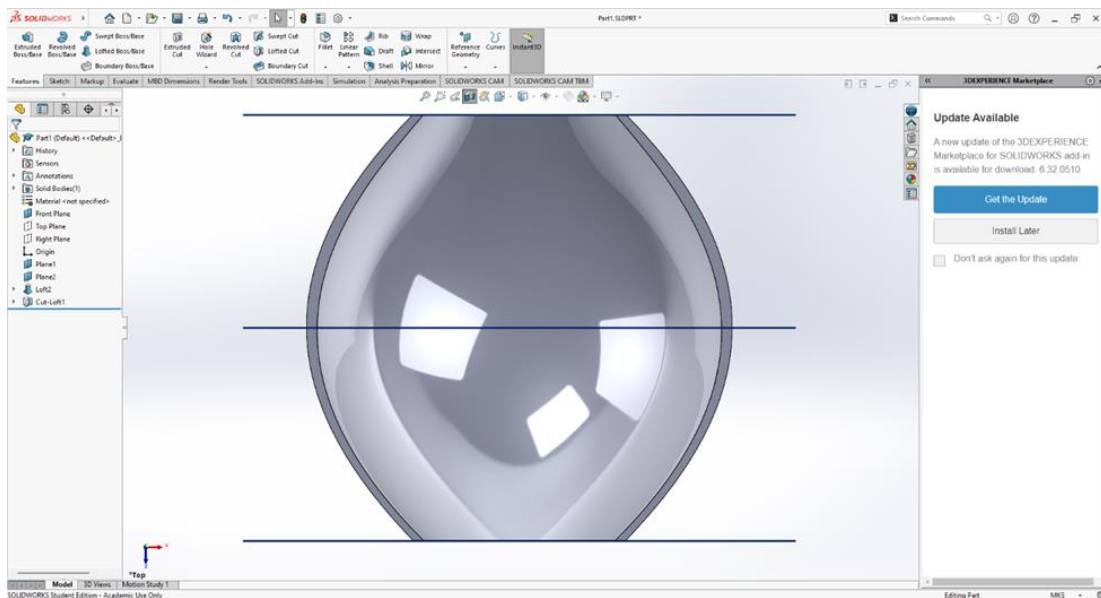 SOLIDWORKS
Part1.SLDPRT *
Search Commands
Extruded Boss/Base
Revolved Boss/Base
Swept Boss/Base
Lofted Boss/Base
Boundary Boss/Base
Extruded Cut
Hole Wizard
Revolved Cut
Swept Cut
Lofted Cut
Boundary Cut
Fillet
Linear Pattern
Rib
Draft
Shell
Wrap
Intersect
Mirror
Reference Geometry
Curves
Instant3D
Features Sketch Markup Evaluate MBD Dimensions Render Tools SOLIDWORKS Add-Ins Simulation Analysis Preparation SOLIDWORKS CAM SOLIDWORKS CAM TBM
3DEXPERIENCE Marketplace
Part1 (Default) <<Default>_
History
Sensors
Annotations
Solid Bodies(1)
Material <not specified>
Front Plane
Top Plane
Right Plane
Origin
Plane1
Plane2
Loft2
Cut-Loft1
Update Available
A new update of the 3DEXPERIENCE
Marketplace for SOLIDWORKS add-in
is available for download. 6.32.0510
Get the Update
Install Later
Don't ask again for this update
*Top
Model 3D Views Motion Study 1
SOLIDWORKS Student Edition - Academic Use Only
Editing Part
MKS